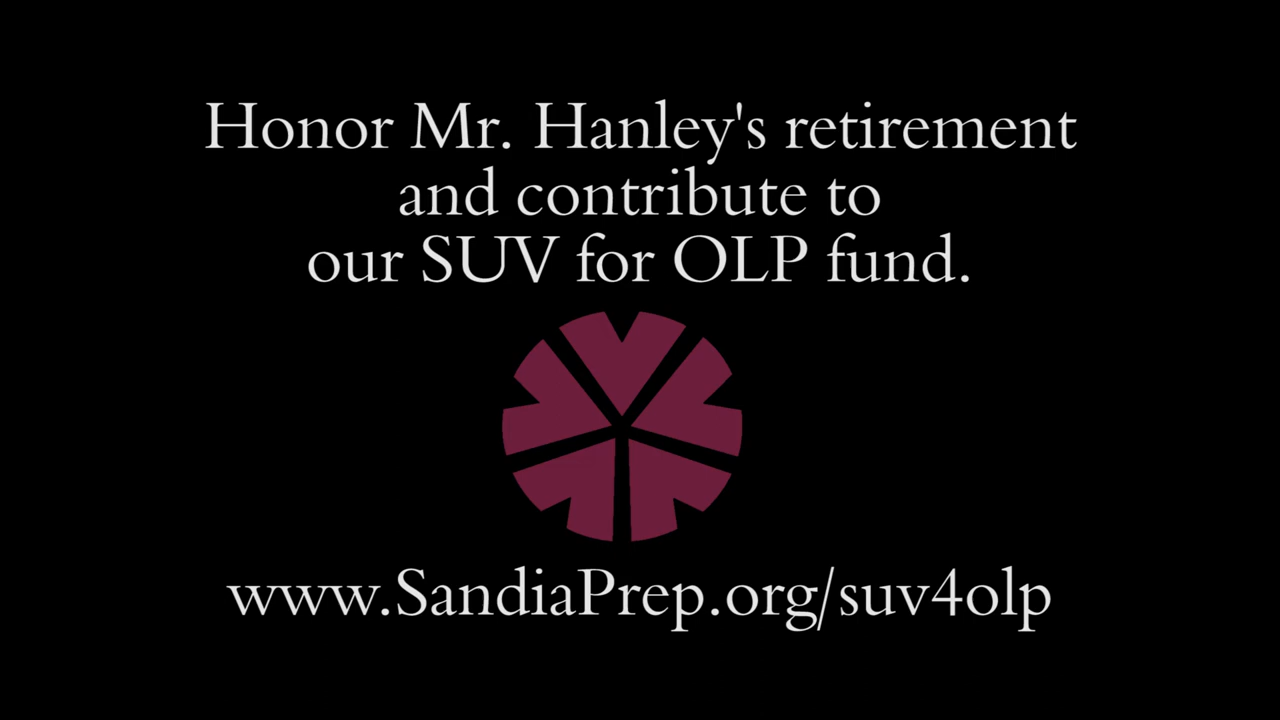 Honor Mr. Hanley's retirement
and contribute to
our SUV for OLP fund.
www.SandiaPrep.org/suv4olp